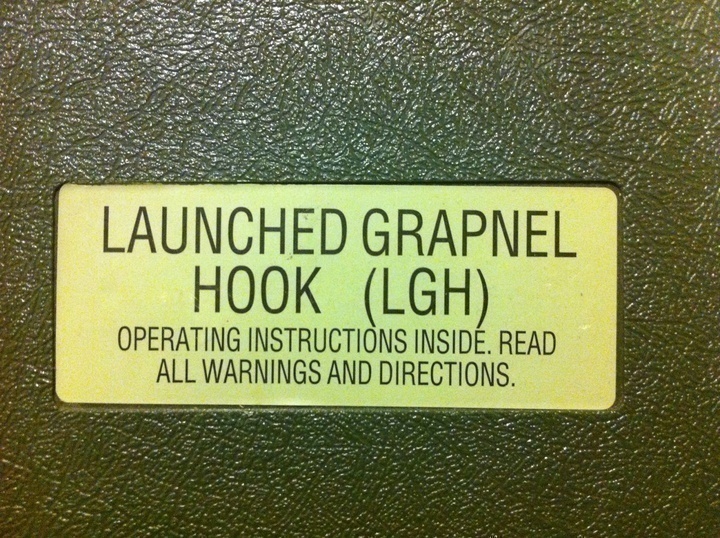 LAUNCHED GRAPNEL
HOOK (LGH)
OPERATING INSTRUCTIONS INSIDE. READ
ALL WARNINGS AND DIRECTIONS.